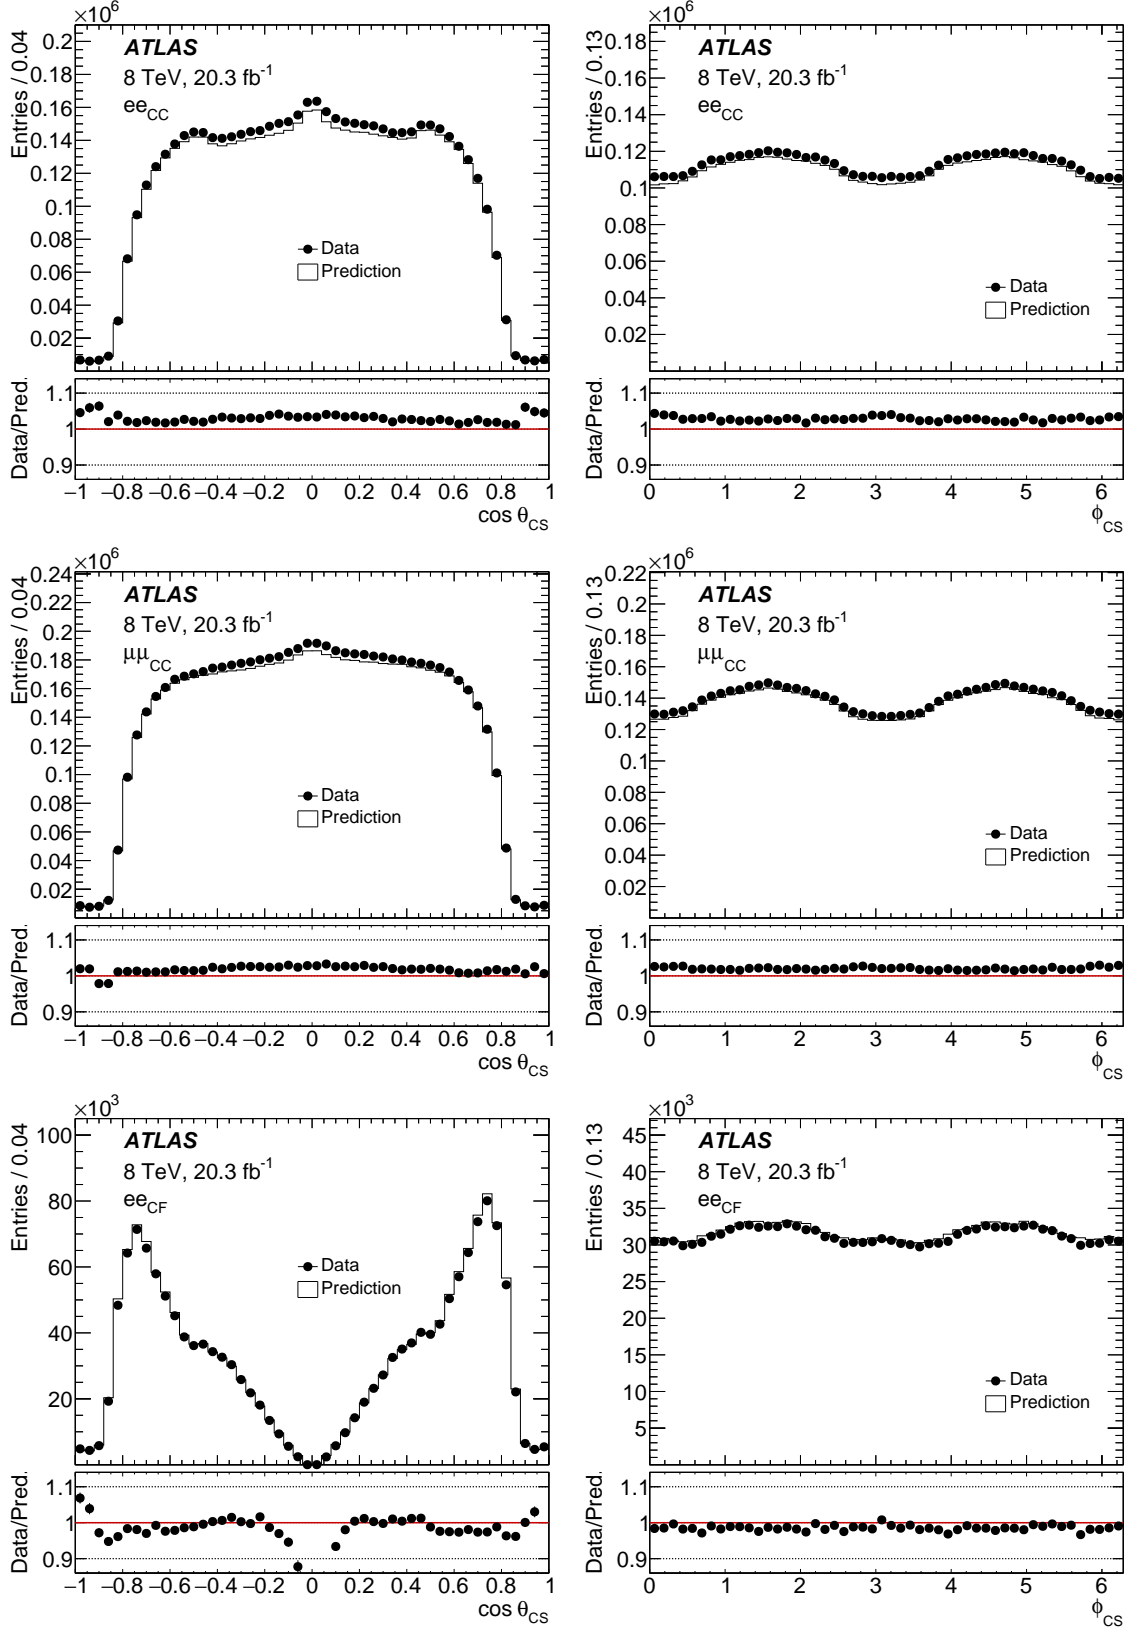 ×10⁶
Entries / 0.04
0.2
0.18
0.16
0.14
0.12
0.1
0.08
0.06
0.04
0.02
ATLAS
8 TeV, 20.3 fb⁻¹
ee_CC
Data
Prediction
Data/Pred.
1.1
1
0.9
−1 −0.8 −0.6 −0.4 −0.2 0 0.2 0.4 0.6 0.8 1
cos θ_CS
×10⁶
Entries / 0.13
0.18
0.16
0.14
0.12
0.1
0.08
0.06
0.04
0.02
ATLAS
8 TeV, 20.3 fb⁻¹
ee_CC
Data
Prediction
Data/Pred.
1.1
1
0.9
0 1 2 3 4 5 6
ϕ_CS
×10⁶
Entries / 0.04
0.24
0.22
0.2
0.18
0.16
0.14
0.12
0.1
0.08
0.06
0.04
0.02
ATLAS
8 TeV, 20.3 fb⁻¹
μμ_CC
Data
Prediction
Data/Pred.
1.1
1
0.9
−1 −0.8 −0.6 −0.4 −0.2 0 0.2 0.4 0.6 0.8 1
cos θ_CS
×10⁶
Entries / 0.13
0.22
0.2
0.18
0.16
0.14
0.12
0.1
0.08
0.06
0.04
0.02
ATLAS
8 TeV, 20.3 fb⁻¹
μμ_CC
Data
Prediction
Data/Pred.
1.1
1
0.9
0 1 2 3 4 5 6
ϕ_CS
×10³
Entries / 0.04
100
80
60
40
20
ATLAS
8 TeV, 20.3 fb⁻¹
ee_CF
Data
Prediction
Data/Pred.
1.1
1
0.9
−1 −0.8 −0.6 −0.4 −0.2 0 0.2 0.4 0.6 0.8 1
cos θ_CS
×10³
Entries / 0.13
45
40
35
30
25
20
15
10
5
ATLAS
8 TeV, 20.3 fb⁻¹
ee_CF
Data
Prediction
Data/Pred.
1.1
1
0.9
0 1 2 3 4 5 6
ϕ_CS